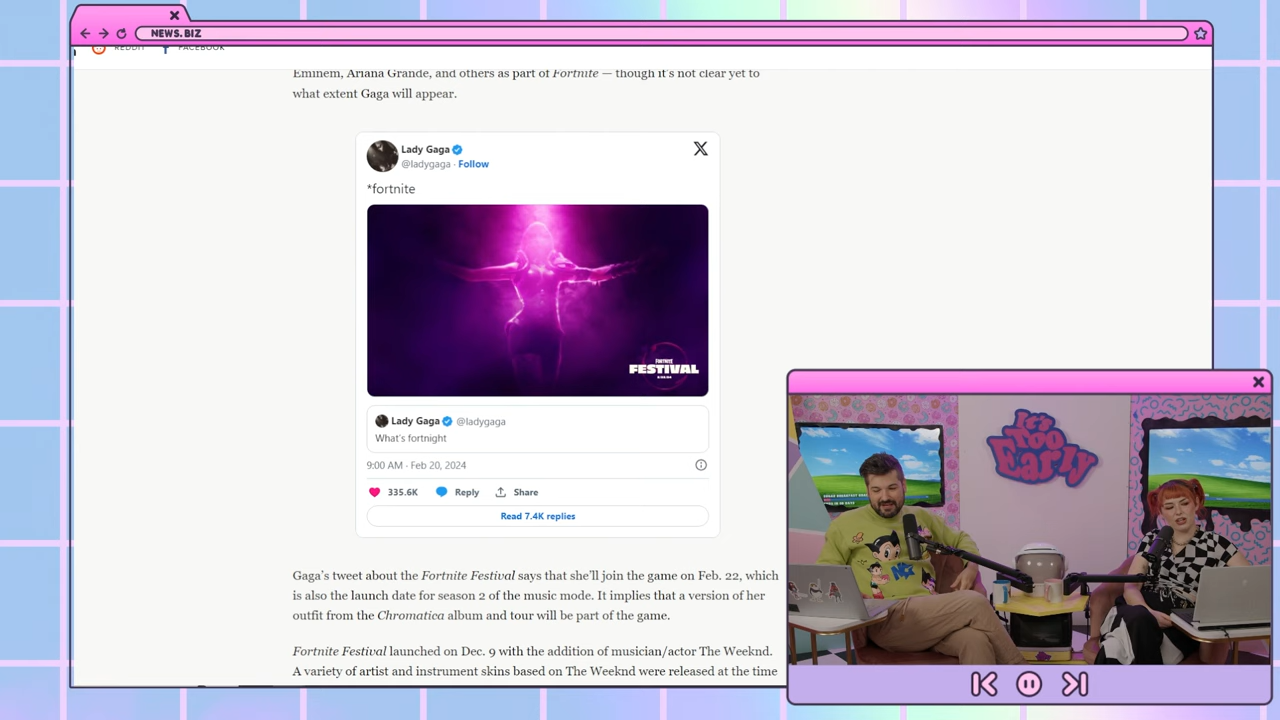 NEWS.BIZ
REDDIT FACEBOOK
Eminem, Ariana Grande, and others as part of Fortnite — though it's not clear yet to
what extent Gaga will appear.
Lady Gaga
@ladygaga · Follow
*fortnite
FORTNITE
FESTIVAL
Lady Gaga @ladygaga
What's fortnight
9:00 AM · Feb 20, 2024
335.6K Reply Share
Read 7.4K replies
Gaga's tweet about the Fortnite Festival says that she'll join the game on Feb. 22, which
is also the launch date for season 2 of the music mode. It implies that a version of her
outfit from the Chromatica album and tour will be part of the game.
Fortnite Festival launched on Dec. 9 with the addition of musician/actor The Weeknd.
A variety of artist and instrument skins based on The Weeknd were released at the time
It's
Too
Early